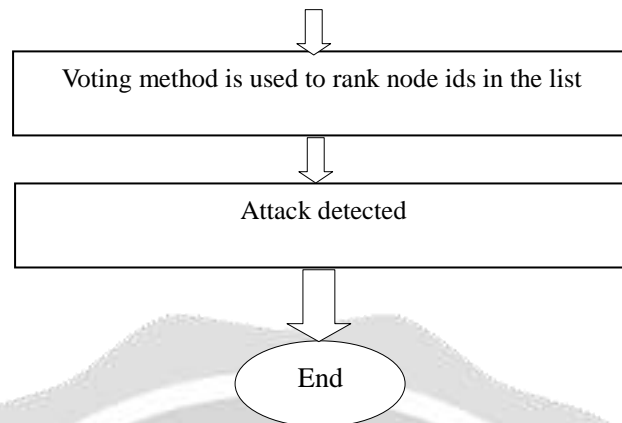 Voting method is used to rank node ids in the list
Attack detected
End